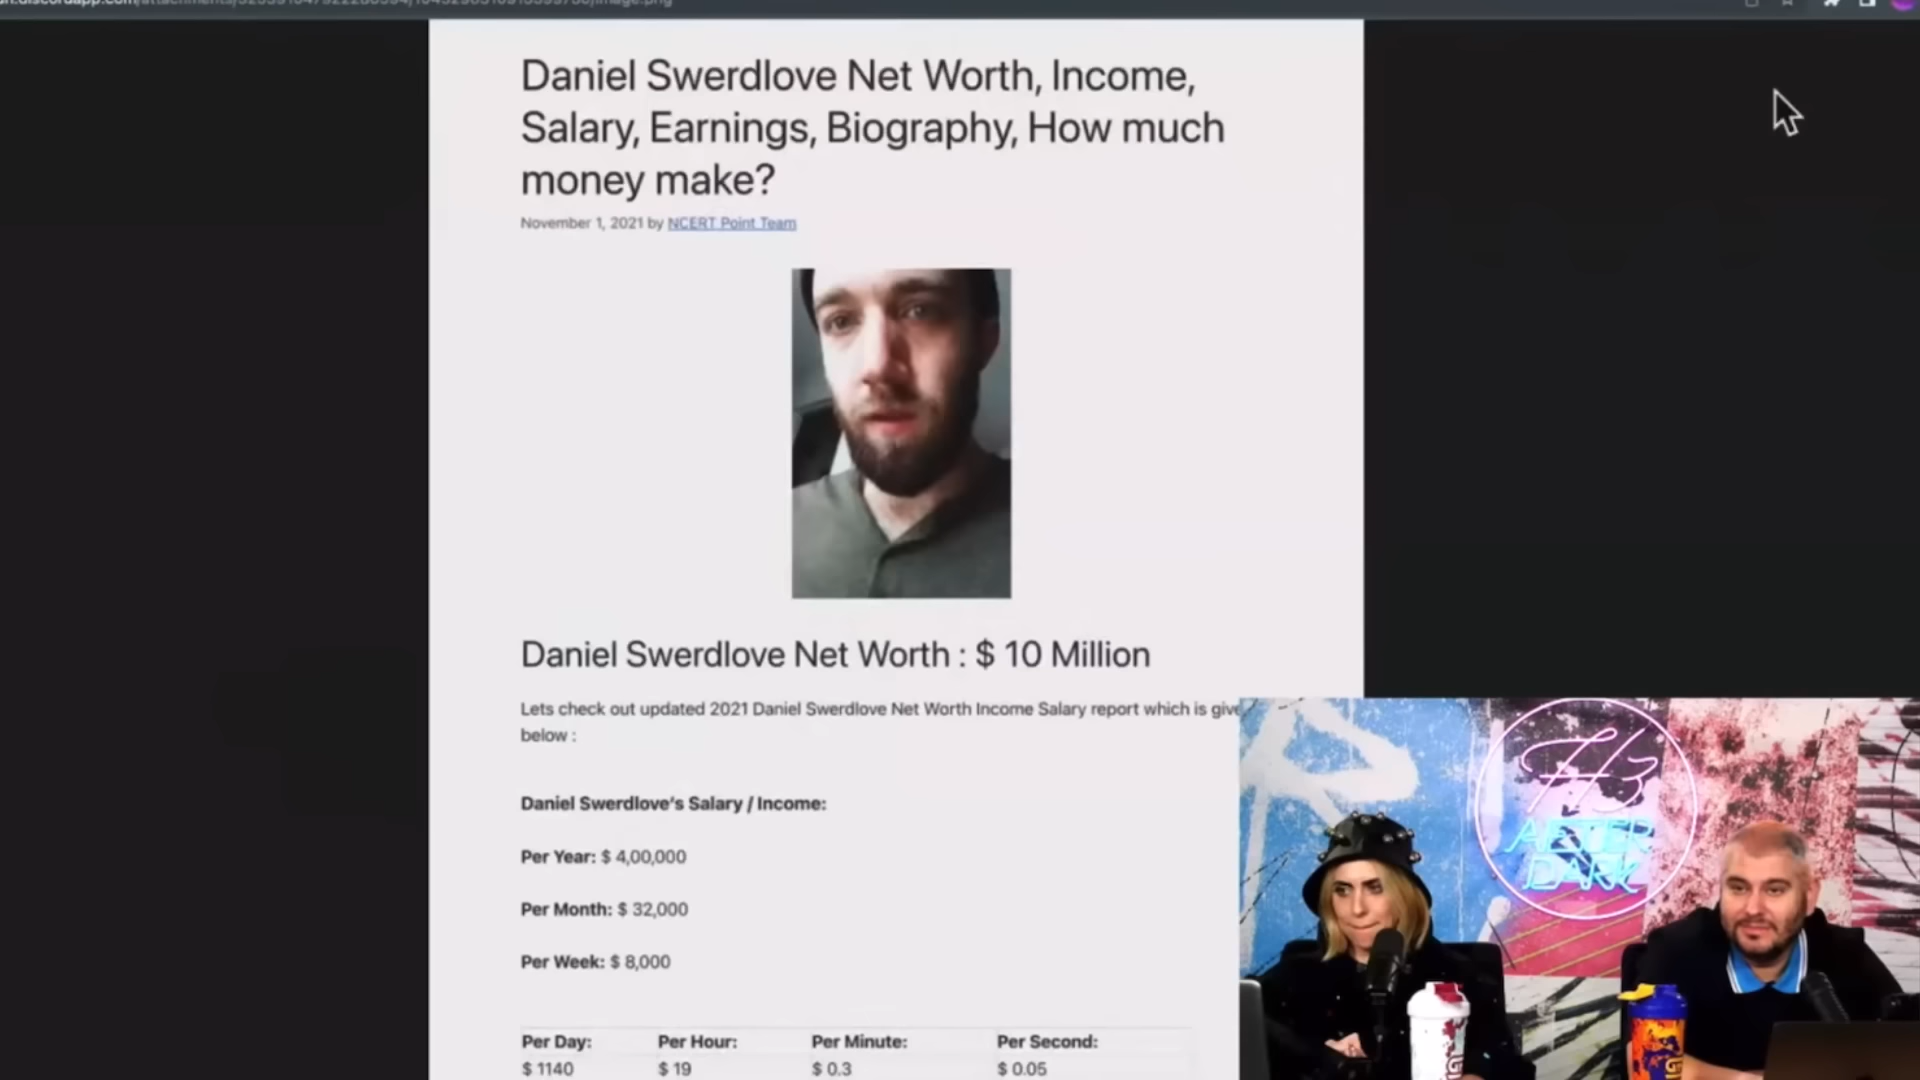 Daniel Swerdlove Net Worth, Income,
Salary, Earnings, Biography, How much
money make?
November 1, 2021 by NCERT Point Team
Daniel Swerdlove Net Worth : $ 10 Million
Lets check out updated 2021 Daniel Swerdlove Net Worth Income Salary report which is give
below :
Daniel Swerdlove's Salary / Income:
Per Year: $ 4,00,000
Per Month: $ 32,000
Per Week: $ 8,000
Per Day: Per Hour: Per Minute: Per Second:
$ 1140 $ 19 $ 0.3 $ 0.05
H3
AFTER
DARK